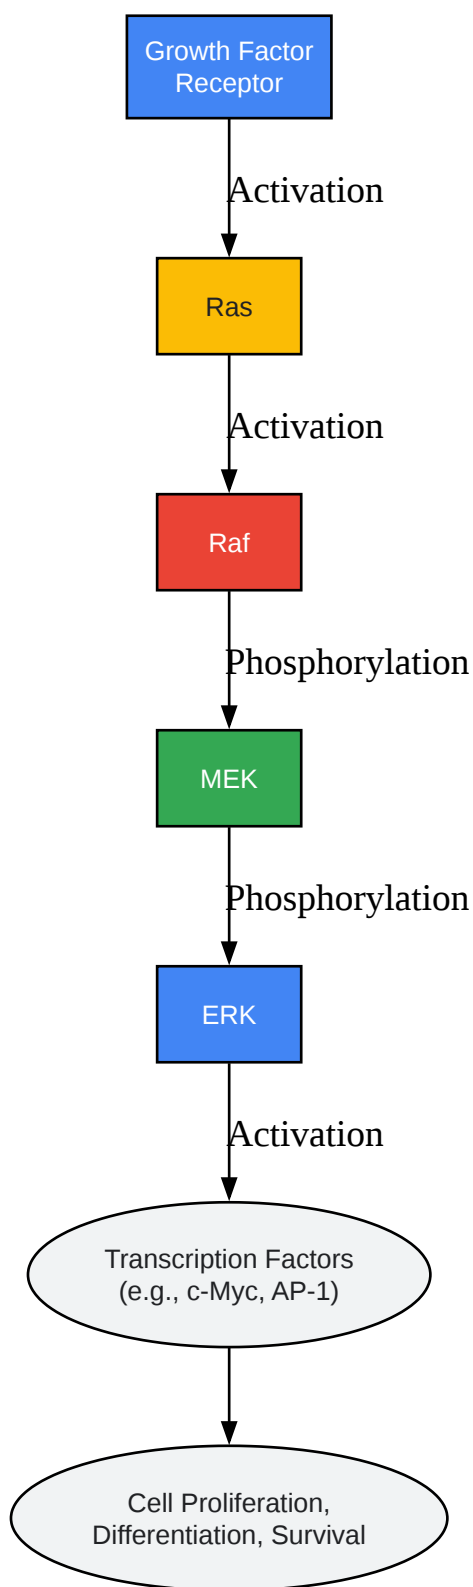 Growth Factor
Receptor
Activation
Ras
Activation
Raf
Phosphorylation
MEK
Phosphorylation
ERK
Activation
Transcription Factors
(e.g., c-Myc, AP-1)
Cell Proliferation,
Differentiation, Survival